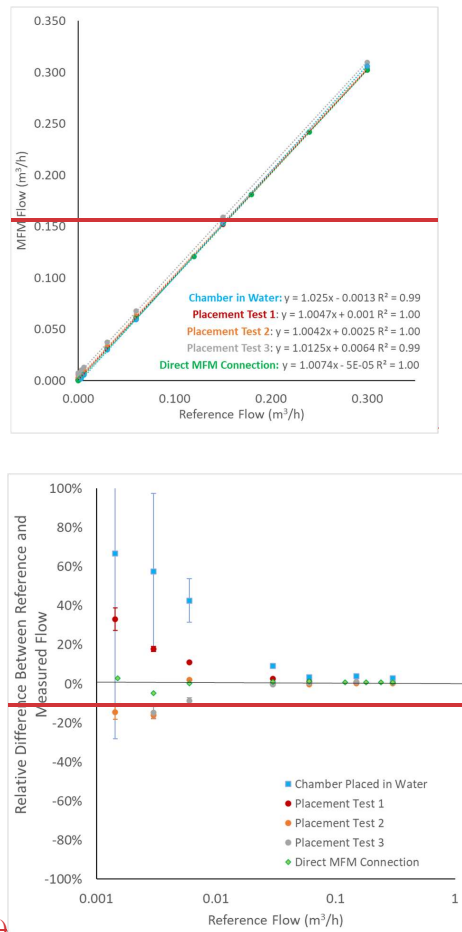 0.350
0.300
0.250
0.200
0.150
0.100
0.050
0.000
MFM Flow (m³/h)
Chamber in Water: y = 1.025x - 0.0013 R² = 0.99
Placement Test 1: y = 1.0047x + 0.001 R² = 1.00
Placement Test 2: y = 1.0042x + 0.0025 R² = 1.00
Placement Test 3: y = 1.0125x + 0.0064 R² = 0.99
Direct MFM Connection: y = 1.0074x - 5E-05 R² = 1.00
0.000 0.100 0.200 0.300
Reference Flow (m³/h)
Relative Difference Between Reference and
Measured Flow
100%
80%
60%
40%
20%
0%
-20%
-40%
-60%
-80%
-100%
Chamber Placed in Water
Placement Test 1
Placement Test 2
Placement Test 3
Direct MFM Connection
0.001 0.01 0.1 1
Reference Flow (m³/h)